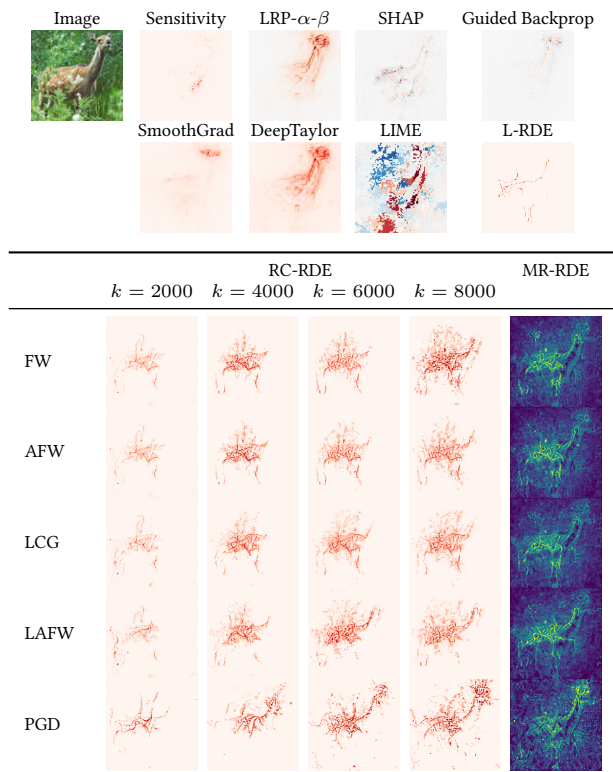 Image Sensitivity LRP-α-β SHAP Guided Backprop
SmoothGrad DeepTaylor LIME L-RDE
RC-RDE MR-RDE
k = 2000 k = 4000 k = 6000 k = 8000
FW
AFW
LCG
LAFW
PGD